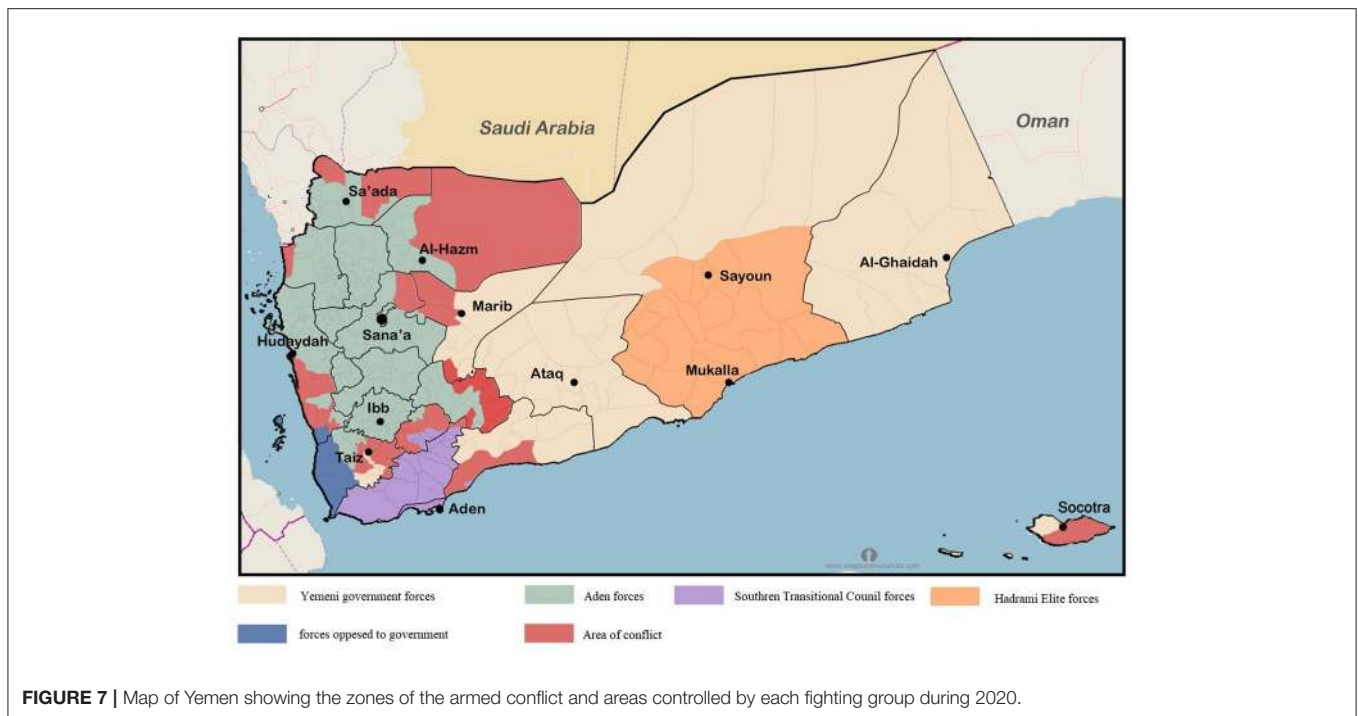 Saudi Arabia
Oman
Sa'ada
Al-Hazm
Sayoun
Al-Ghaidah
Marib
Sana'a
Hudaydah
Ataq
Mukalla
Ibb
Taiz
Aden
Socotra
Yemeni government forces
Aden forces
Southren Transitional Counil forces
Hadrami Elite forces
forces oppesed to government
Area of conflict
FIGURE 7 | Map of Yemen showing the zones of the armed conflict and areas controlled by each fighting group during 2020.